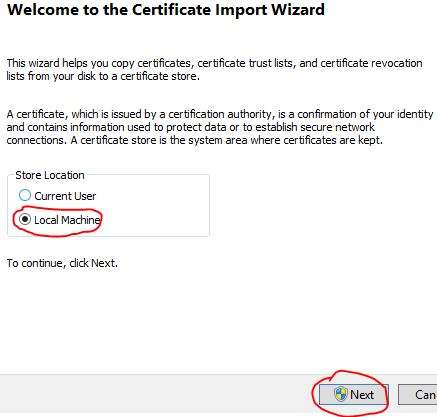 Welcome to the Certificate Import Wizard
This wizard helps you copy certificates, certificate trust lists, and certificate revocation
lists from your disk to a certificate store.
A certificate, which is issued by a certification authority, is a confirmation of your identity
and contains information used to protect data or to establish secure network
connections. A certificate store is the system area where certificates are kept.
Store Location
Current User
Local Machine
To continue, click Next.
Next
Can